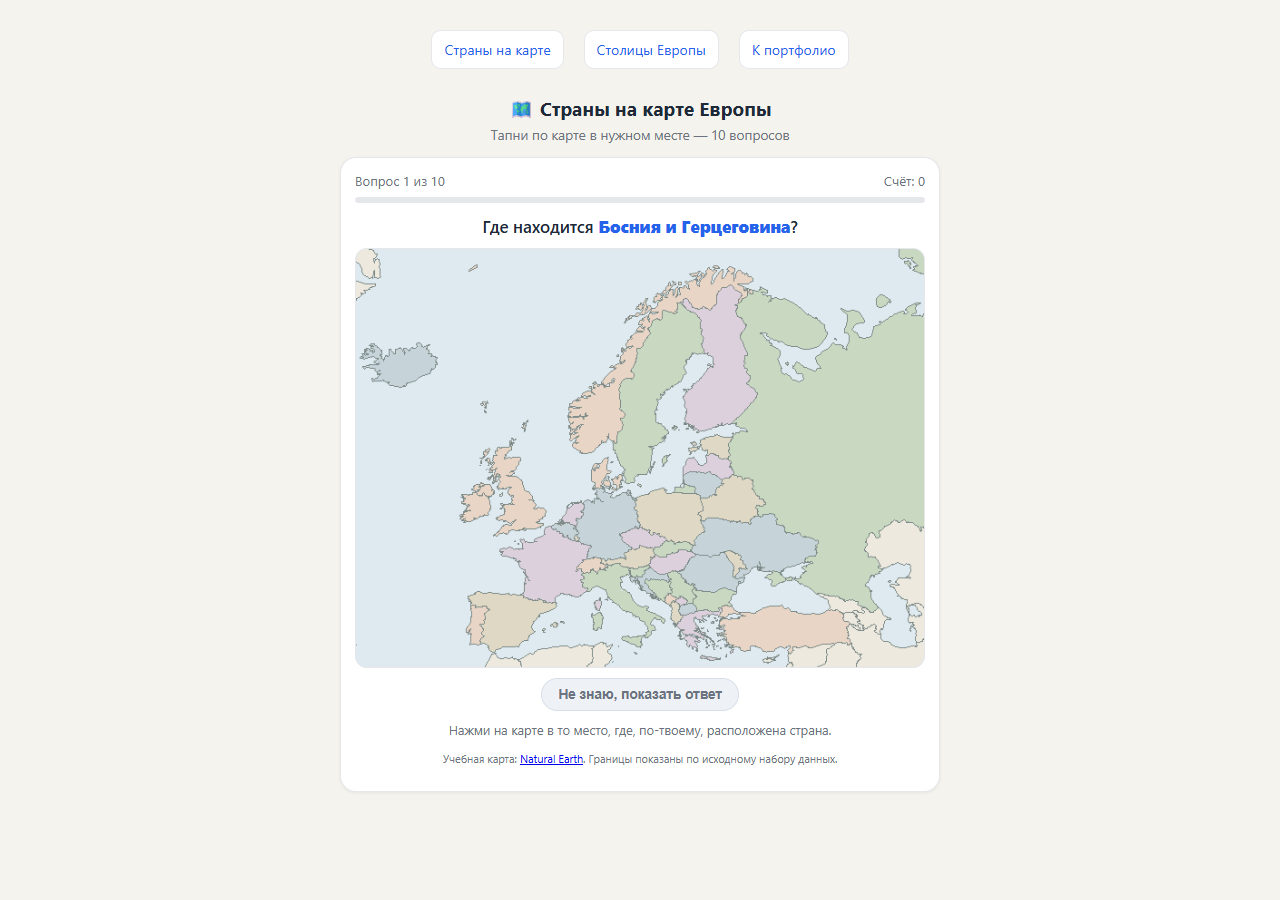 Страны на карте
Столицы Европы
К портфолио
Страны на карте Европы
Тапни по карте в нужном месте — 10 вопросов
Вопрос 1 из 10
Счёт: 0
Где находится Босния и Герцеговина?
Не знаю, показать ответ
Нажми на карте в то место, где, по-твоему, расположена страна.
Учебная карта: Natural Earth. Границы показаны по исходному набору данных.